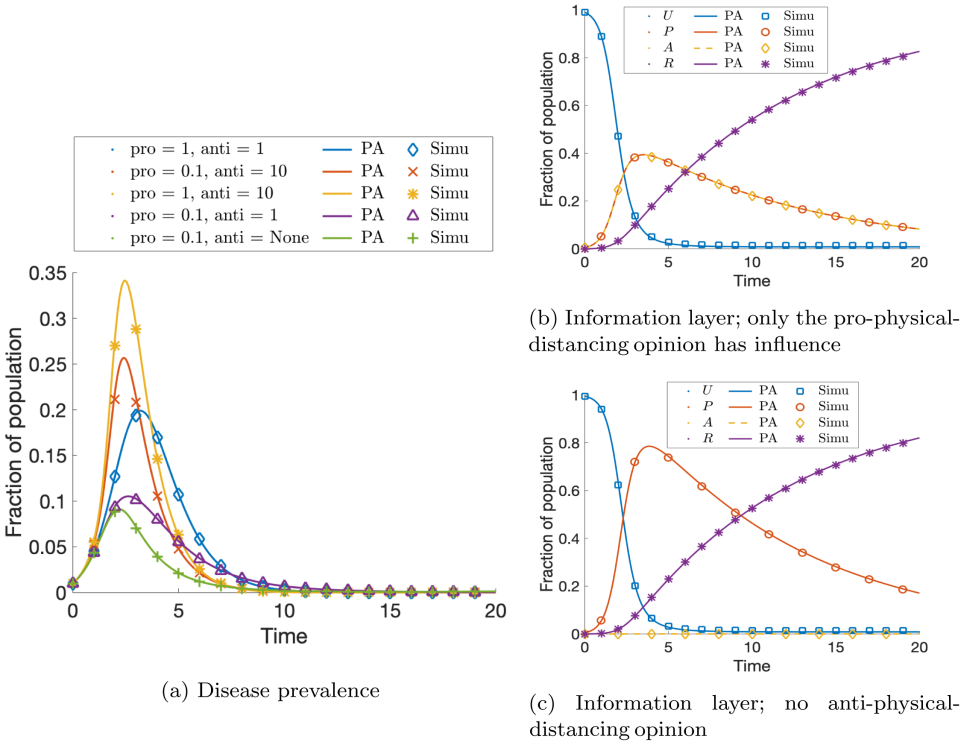 pro = 1, anti = 1 PA Simu
pro = 0.1, anti = 10 PA Simu
pro = 1, anti = 10 PA Simu
pro = 0.1, anti = 1 PA Simu
pro = 0.1, anti = None PA Simu
0.35
0.3
0.25
0.2
0.15
0.1
0.05
0
Fraction of population
0 5 10 15 20
Time
(a) Disease prevalence
U PA Simu
P PA Simu
A PA Simu
R PA Simu
1
0.8
0.6
0.4
0.2
0
Fraction of population
0 5 10 15 20
Time
(b) Information layer; only the pro-physical-
distancing opinion has influence
U PA Simu
P PA Simu
A PA Simu
R PA Simu
1
0.8
0.6
0.4
0.2
0
Fraction of population
0 5 10 15 20
Time
(c) Information layer; no anti-physical-
distancing opinion